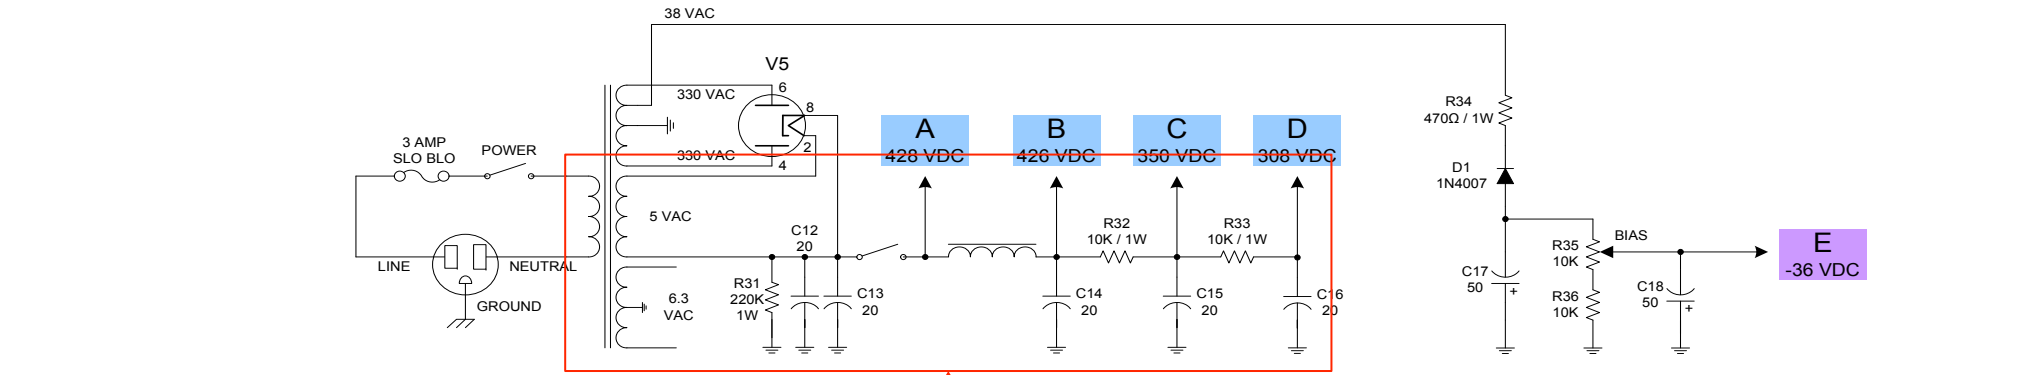 38 VAC
V5
6
330 VAC
8
3 AMP
SLO BLO
POWER
2
330 VAC
4
A
428 VDC
B
426 VDC
C
350 VDC
D
308 VDC
R34
470Ω / 1W
D1
1N4007
5 VAC
C12
20
R32
10K / 1W
R33
10K / 1W
LINE
NEUTRAL
GROUND
6.3
VAC
R31
220K
1W
C13
20
C14
20
C15
20
C16
20
BIAS
R35
10K
E
-36 VDC
C17
50
+
R36
10K
C18
50
+